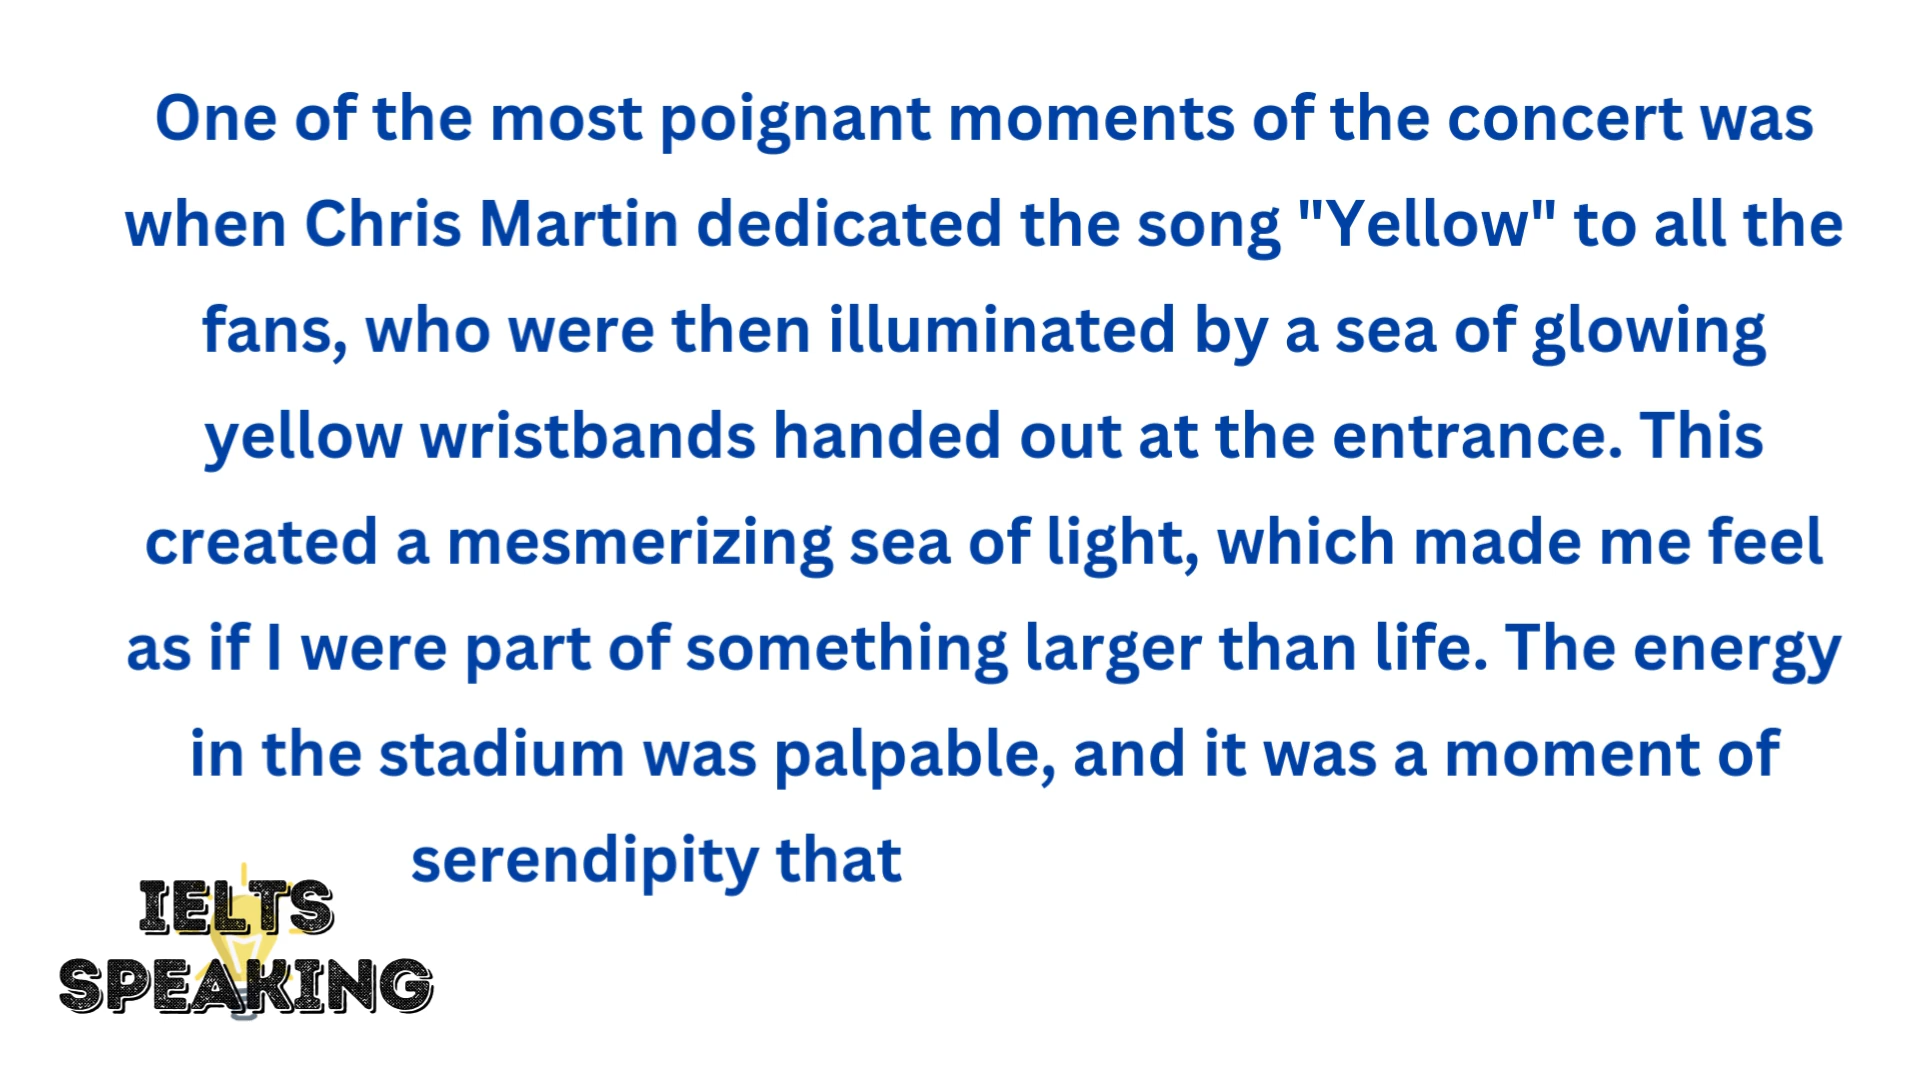 One of the most poignant moments of the concert was
when Chris Martin dedicated the song "Yellow" to all the
fans, who were then illuminated by a sea of glowing
yellow wristbands handed out at the entrance. This
created a mesmerizing sea of light, which made me feel
as if I were part of something larger than life. The energy
in the stadium was palpable, and it was a moment of
serendipity that
IELTS
SPEAKING